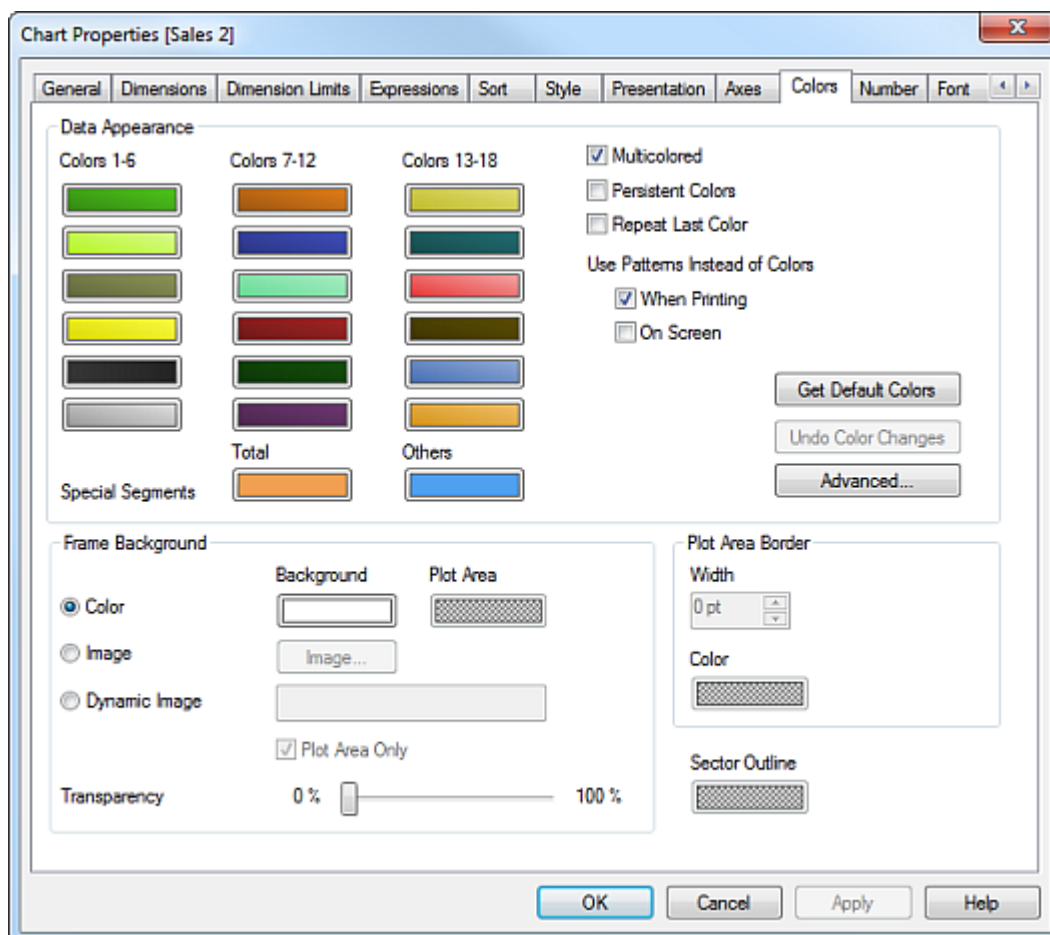 Chart Properties [Sales 2]
General Dimensions Dimension Limits Expressions Sort Style Presentation Axes Colors Number Font
Data Appearance
Colors 1-6 Colors 7-12 Colors 13-18
Multicolored
Persistent Colors
Repeat Last Color
Use Patterns Instead of Colors
When Printing
On Screen
Get Default Colors
Undo Color Changes
Advanced...
Total Others
Special Segments
Frame Background
Background Plot Area
Color
Image
Image...
Dynamic Image
Plot Area Only
Transparency 0 % 100 %
Plot Area Border
Width
0 pt
Color
Sector Outline
OK Cancel Apply Help